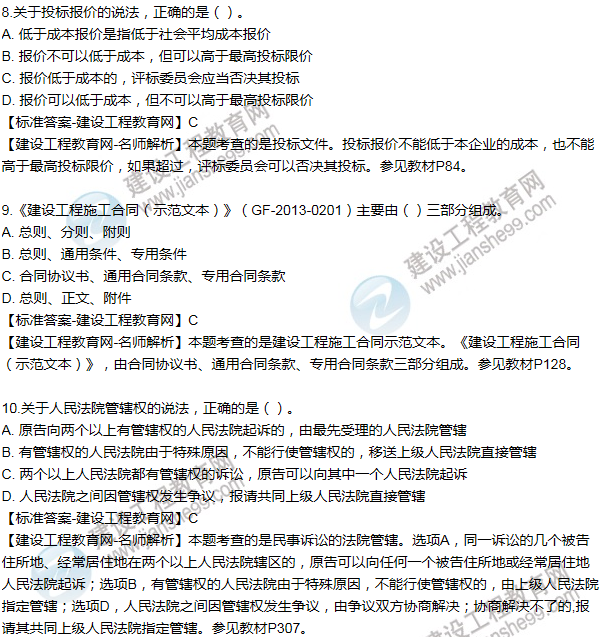 8.关于投标报价的说法，正确的是（ ）。
A. 低于成本报价是指低于社会平均成本报价
B. 报价不可以低于成本，但可以高于最高投标限价
C. 报价低于成本的，评标委员会应当否决其投标
D. 报价可以低于成本，但不可以高于最高投标限价
【标准答案-建设工程教育网】C
【建设工程教育网-名师解析】本题考查的是投标文件。投标报价不能低于本企业的成本，也不能
高于最高投标限价，如果超过，评标委员会可以否决其投标。参见教材P84。
9.《建设工程施工合同（示范文本）》（GF-2013-0201）主要由（ ）三部分组成。
A. 总则、分则、附则
B. 总则、通用条件、专用条件
C. 合同协议书、通用合同条款、专用合同条款
D. 总则、正文、附件
【标准答案-建设工程教育网】C
【建设工程教育网-名师解析】本题考查的是建设工程施工合同示范文本。《建设工程施工合同
（示范文本）》，由合同协议书、通用合同条款、专用合同条款三部分组成。参见教材P128。
10.关于人民法院管辖权的说法，正确的是（ ）。
A. 原告向两个以上有管辖权的人民法院起诉的，由最先受理的人民法院管辖
B. 有管辖权的人民法院由于特殊原因，不能行使管辖权的，移送上级人民法院直接管辖
C. 两个以上人民法院都有管辖权的诉讼，原告可以向其中一个人民法院起诉
D. 人民法院之间因管辖权发生争议，报请共同上级人民法院直接管辖
【标准答案-建设工程教育网】C
【建设工程教育网-名师解析】本题考查的是民事诉讼的法院管辖。选项A，同一诉讼的几个被告
住所地、经常居住地在两个以上人民法院辖区的，原告可以向任何一个被告住所地或经常居住地
人民法院起诉；选项B，有管辖权的人民法院由于特殊原因，不能行使管辖权的，由上级人民法院
指定管辖；选项D，人民法院之间因管辖权发生争议，由争议双方协商解决；协商解决不了的,报
请其共同上级人民法院指定管辖。参见教材P307。
建设工程教育网
www.jianshe99.com
建设工程教育网
www.jianshe99.com
建设工程教育网
www.jianshe99.com